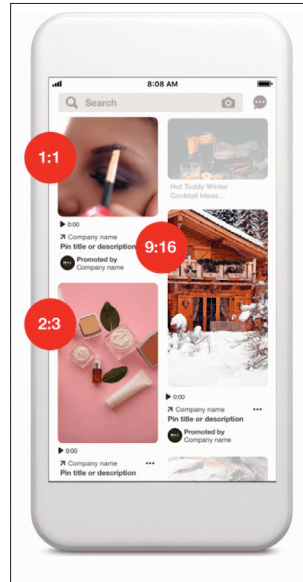 8:08 AM
Search
1:1
0:00
Company name
Pin title or description
Promoted by
Company name
Hot Toddy Winter
Cocktail Ideas...
9:16
0:00
Company name
Pin title or description
Promoted by
Company name
2:3
0:00
Company name
Pin title or description